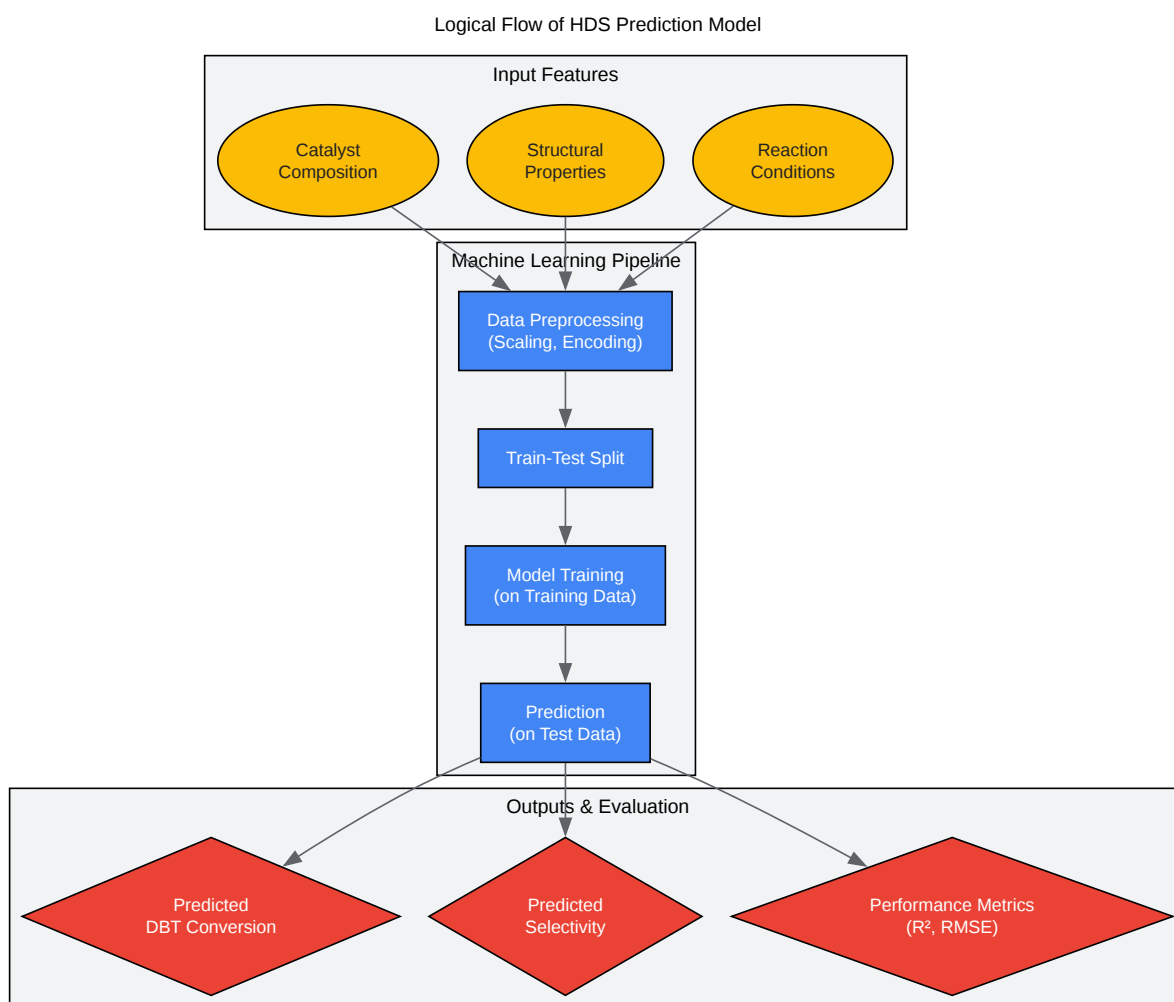 Logical Flow of HDS Prediction Model
Input Features
Catalyst
Composition
Structural
Properties
Reaction
Conditions
Machine Learning Pipeline
Data Preprocessing
(Scaling, Encoding)
Train-Test Split
Model Training
(on Training Data)
Prediction
(on Test Data)
Outputs & Evaluation
Predicted
DBT Conversion
Predicted
Selectivity
Performance Metrics
(R², RMSE)